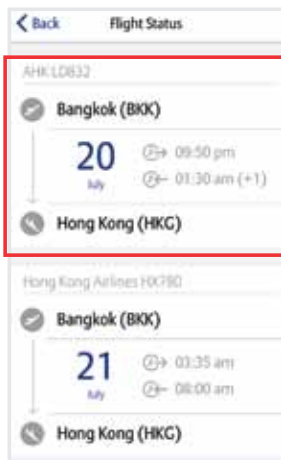 Back Flight Status
AHK LD832
Bangkok (BKK)
20 09:50 pm
July 01:30 am (+1)
Hong Kong (HKG)
Hong Kong Airlines HX780
Bangkok (BKK)
21 03:35 am
July 08:00 am
Hong Kong (HKG)